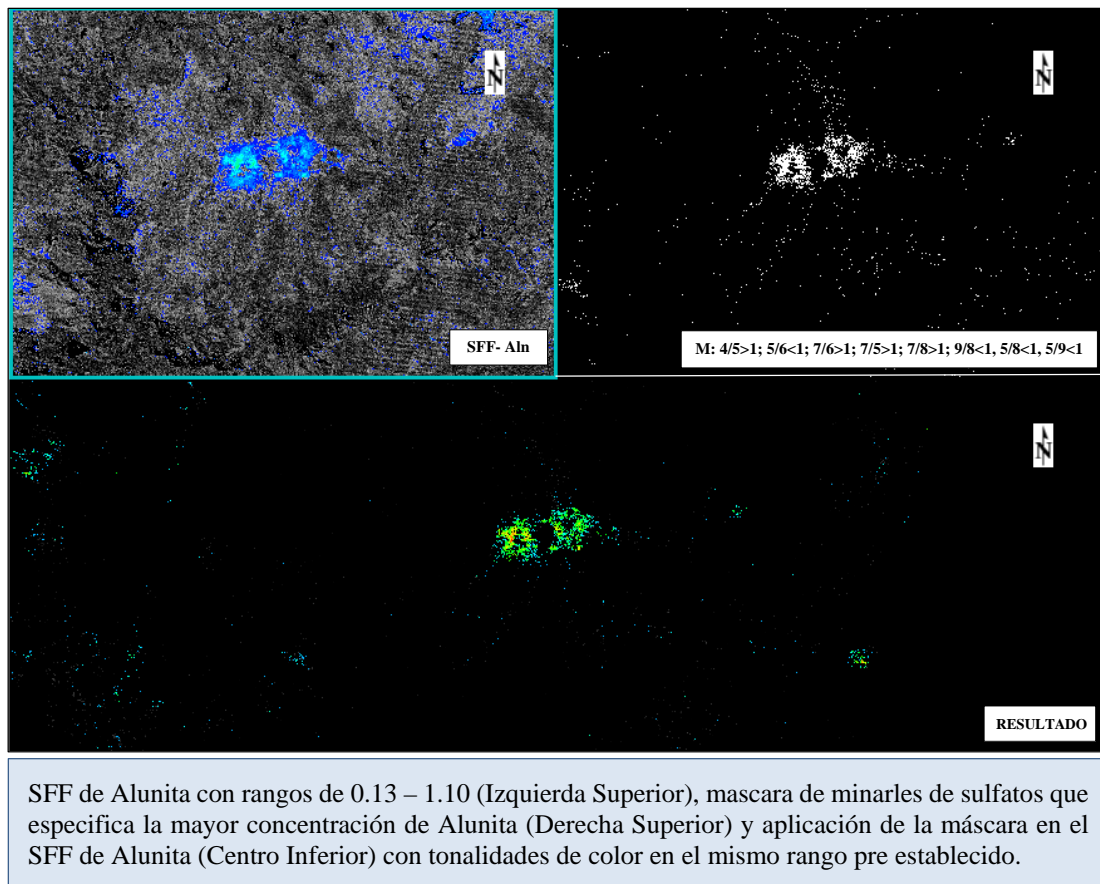 N
SFF- Aln
N
M: 4/5>1; 5/6<1; 7/6>1; 7/5>1; 7/8>1; 9/8<1, 5/8<1, 5/9<1
N
RESULTADO
SFF de Alunita con rangos de 0.13 – 1.10 (Izquierda Superior), mascara de minarles de sulfatos que
especifica la mayor concentración de Alunita (Derecha Superior) y aplicación de la máscara en el
SFF de Alunita (Centro Inferior) con tonalidades de color en el mismo rango pre establecido.